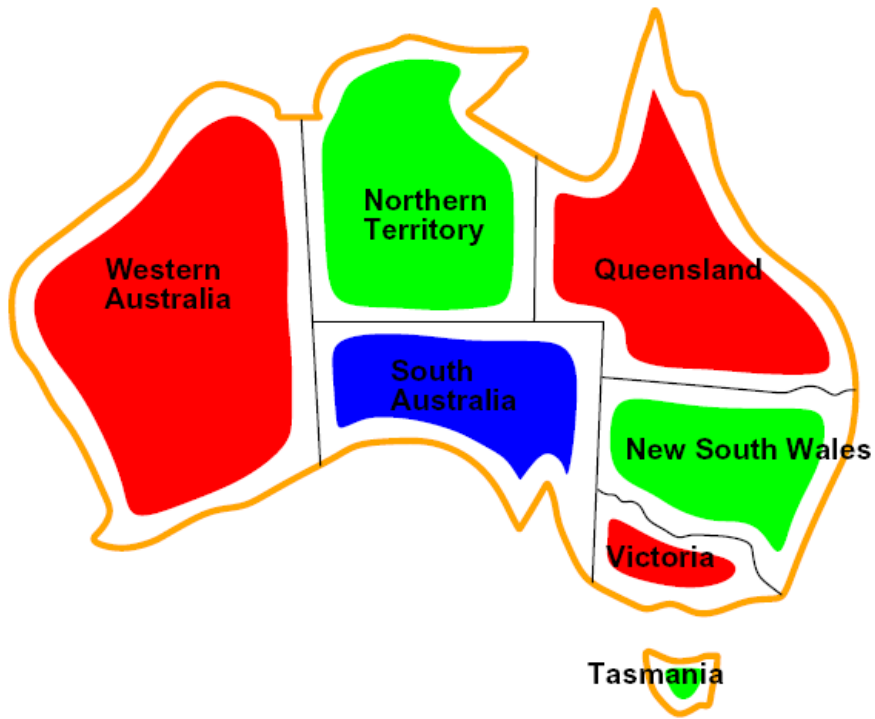 Northern
Territory
Western
Australia
Queensland
South
Australia
New South Wales
Victoria
Tasmania